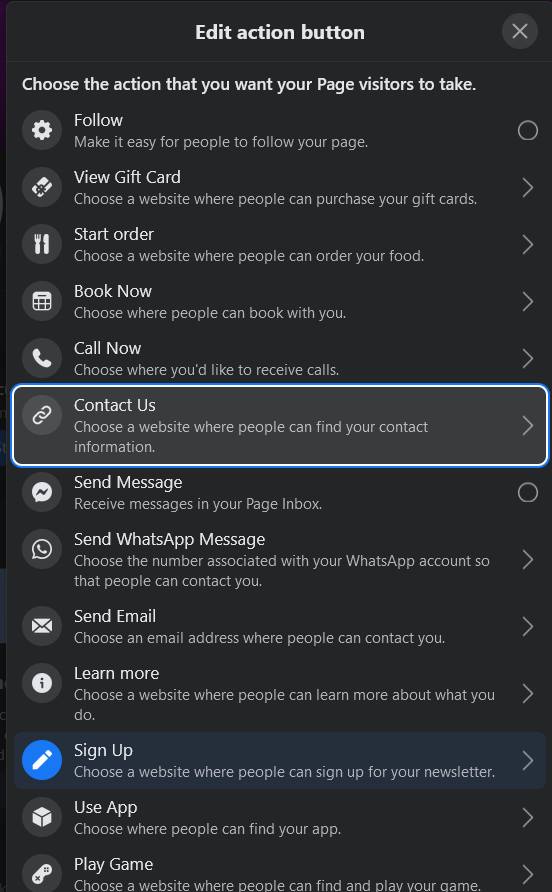 Edit action button
Choose the action that you want your Page visitors to take.
Follow
Make it easy for people to follow your page.
View Gift Card
Choose a website where people can purchase your gift cards.
Start order
Choose a website where people can order your food.
Book Now
Choose where people can book with you.
Call Now
Choose where you'd like to receive calls.
Contact Us
Choose a website where people can find your contact
information.
Send Message
Receive messages in your Page Inbox.
Send WhatsApp Message
Choose the number associated with your WhatsApp account so
that people can contact you.
Send Email
Choose an email address where people can contact you.
Learn more
Choose a website where people can learn more about what you
do.
Sign Up
Choose a website where people can sign up for your newsletter.
Use App
Choose where people can find your app.
Play Game
Choose a website where people can find and play your game.